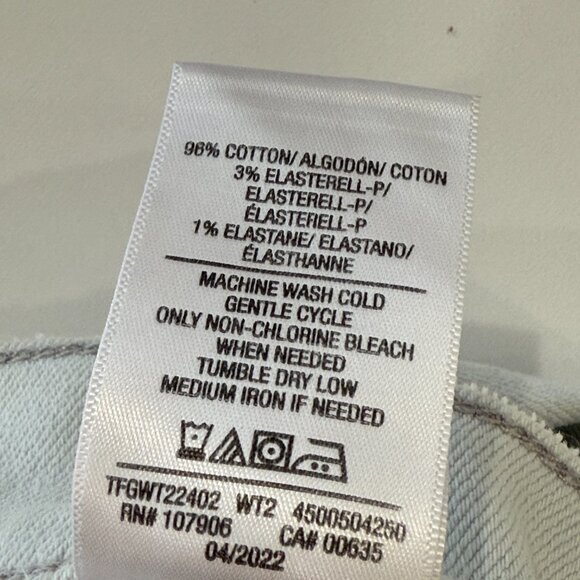 96% COTTON/ ALGODÓN/ COTON
3% ELASTERELL-P/
ELASTERELL-P/
ÉLASTERELL-P
1% ELASTANE/ ELASTANO/
ÉLASTHANNE
MACHINE WASH COLD
GENTLE CYCLE
ONLY NON-CHLORINE BLEACH
WHEN NEEDED
TUMBLE DRY LOW
MEDIUM IRON IF NEEDED
TFGWT22402 WT2 4500504250
RN# 107906 CA# 00635
04/2022